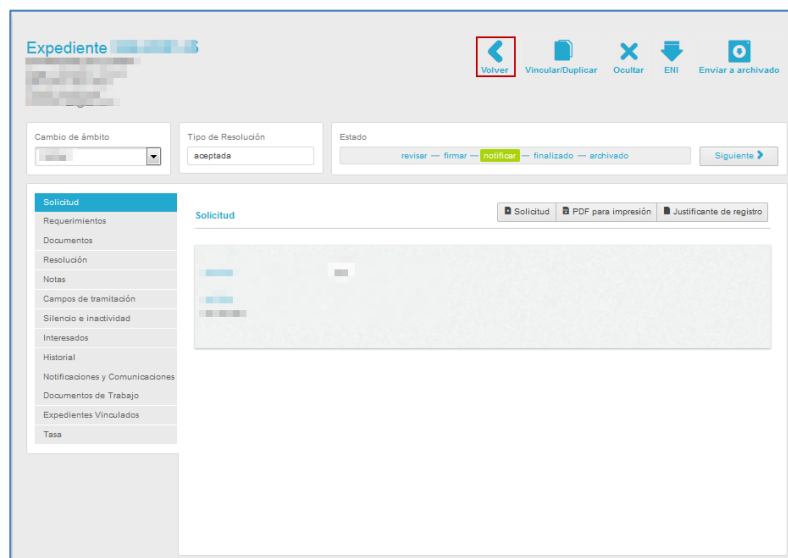 Expediente
Volver
Vincular/Duplicar
Ocultar
ENI
Enviar a archivado
Cambio de ámbito
Tipo de Resolución
aceptada
Estado
revisar — firmar — notificar — finalizado — archivado
Siguiente
Solicitud
Requerimientos
Documentos
Resolución
Notas
Campos de tramitación
Silencio e inactividad
Interesados
Historial
Notificaciones y Comunicaciones
Documentos de Trabajo
Expedientes Vinculados
Tasa
Solicitud
Solicitud
PDF para impresión
Justificante de registro